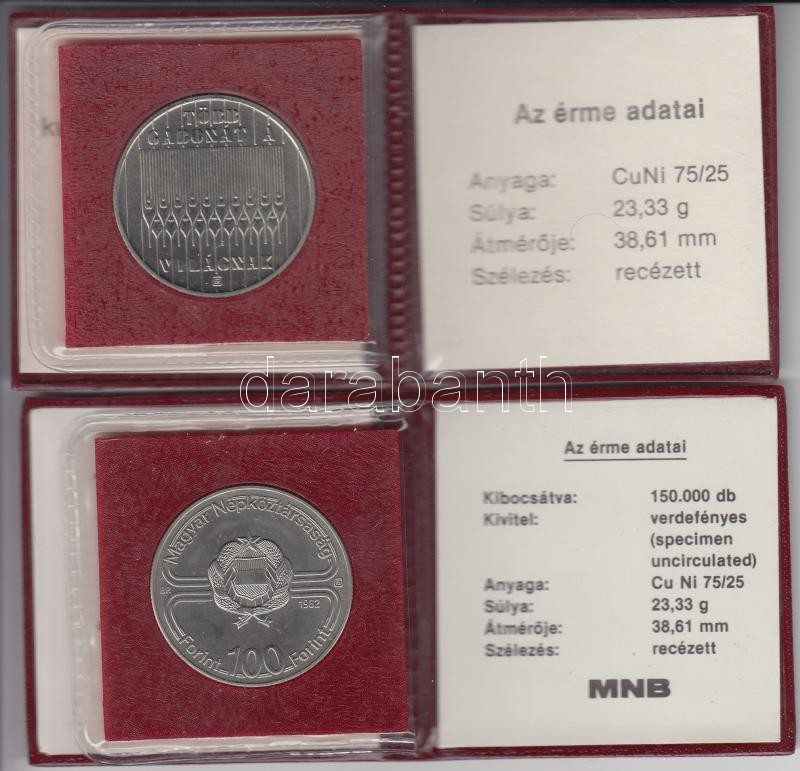 TÖBB
GABONÁT A
VILÁGNAK
Az érme adatai
Anyaga: CuNi 75/25
Súlya: 23,33 g
Átmérője: 38,61 mm
Szélezés: recézett
darabanth
Magyar Népköztársaság
BP.
1982
Forint 100 Forint
Az érme adatai
Kibocsátva: 150.000 db
Kivitel: verdefényes
(specimen
uncirculated)
Anyaga: Cu Ni 75/25
Súlya: 23,33 g
Átmérője: 38,61 mm
Szélezés: recézett
MNB